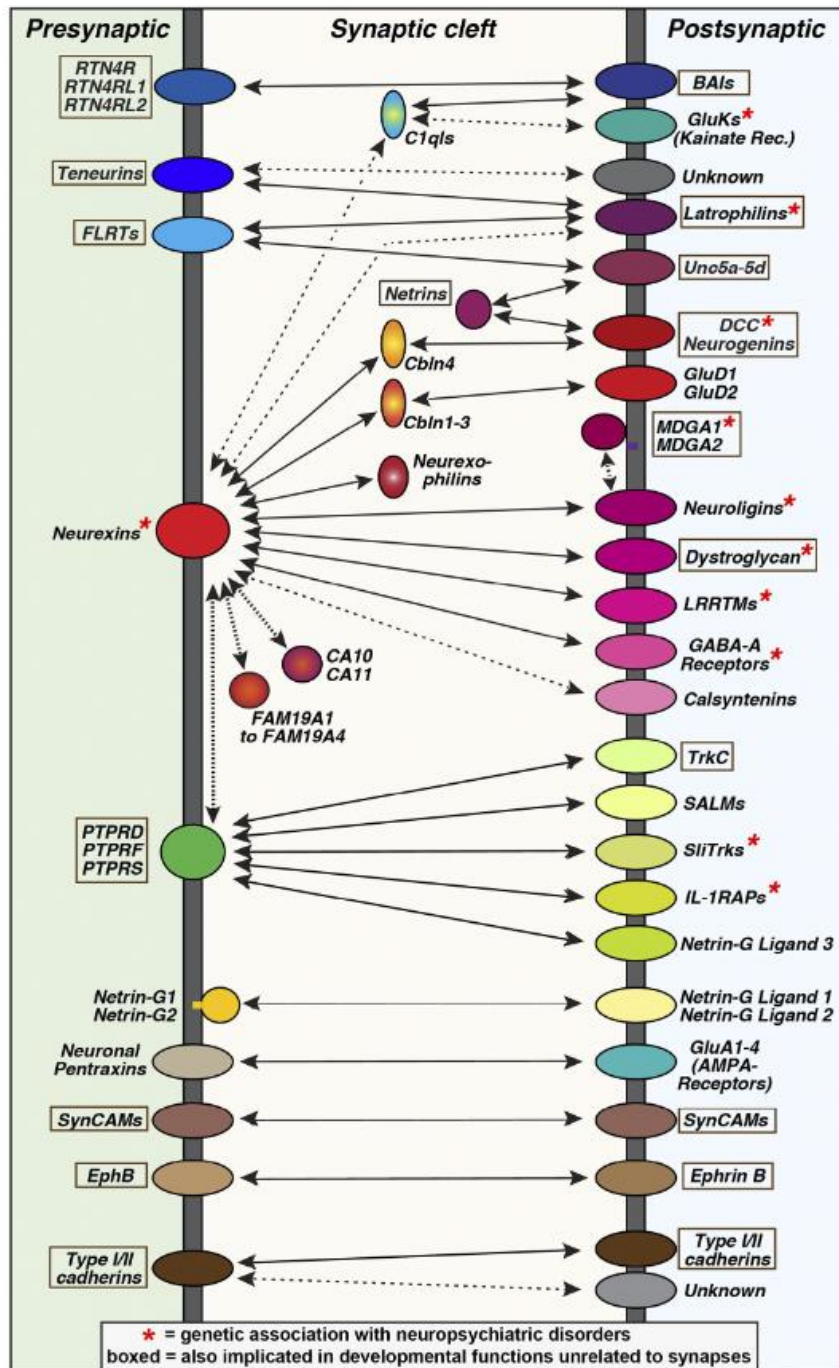 Presynaptic
Synaptic cleft
Postsynaptic
RTN4R
RTN4RL1
RTN4RL2
BAIs
C1qls
GluKs*
(Kainate Rec.)
Teneurins
Unknown
Latrophilins*
FLRTs
Unc5a-5d
Netrins
DCC*
Neurogenins
Cbln4
GluD1
GluD2
Cbln1-3
MDGA1*
MDGA2
Neurexo-
philins
Neuroligins*
Neurexins*
Dystroglycan*
LRRTMs*
CA10
CA11
GABA-A
Receptors*
FAM19A1
to FAM19A4
Calsyntenins
TrkC
SALMs
PTPRD
PTPRF
PTPRS
SliTrks*
IL-1RAPs*
Netrin-G Ligand 3
Netrin-G1
Netrin-G2
Netrin-G Ligand 1
Netrin-G Ligand 2
Neuronal
Pentraxins
GluA1-4
(AMPA-
Receptors)
SynCAMs
SynCAMs
EphB
Ephrin B
Type I/II
cadherins
Type I/II
cadherins
Unknown
* = genetic association with neuropsychiatric disorders
boxed = also implicated in developmental functions unrelated to synapses